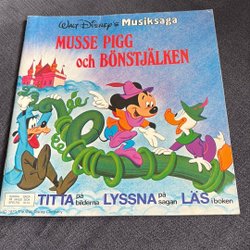 WALT DISNEY'S Musiksaga
MUSSE PIGG
och BÖNSTJÄLKEN
TITTA på bilderna LYSSNA på sagan LÄS i boken